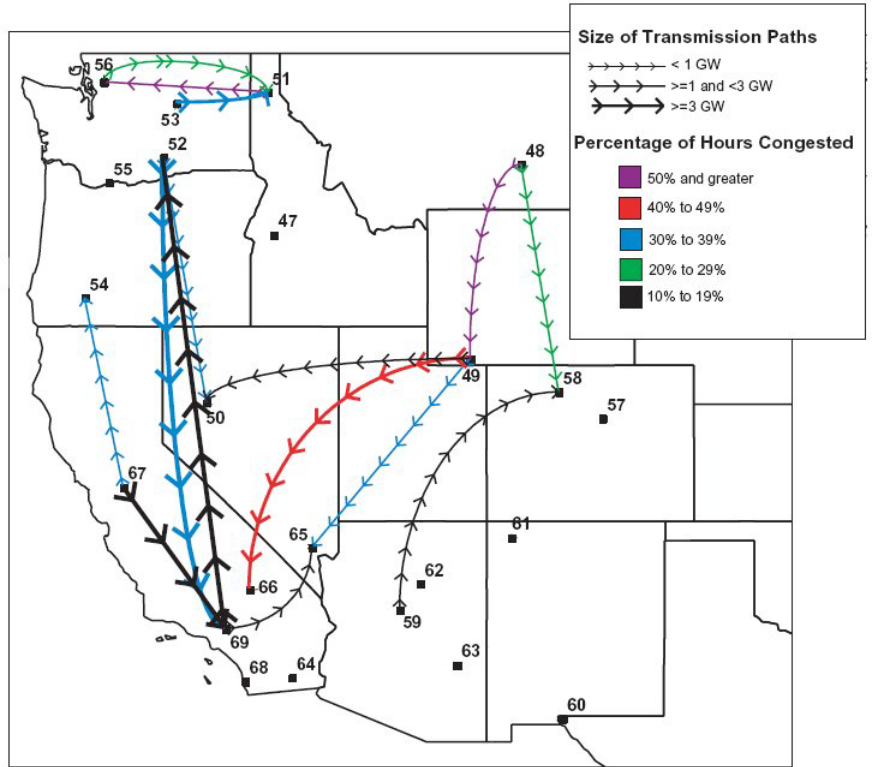 Size of Transmission Paths
< 1 GW
>=1 and <3 GW
>=3 GW
Percentage of Hours Congested
50% and greater
40% to 49%
30% to 39%
20% to 29%
10% to 19%
56
51
53
52
48
55
47
54
49
58
50
57
67
65
61
66
62
59
69
68
64
63
60